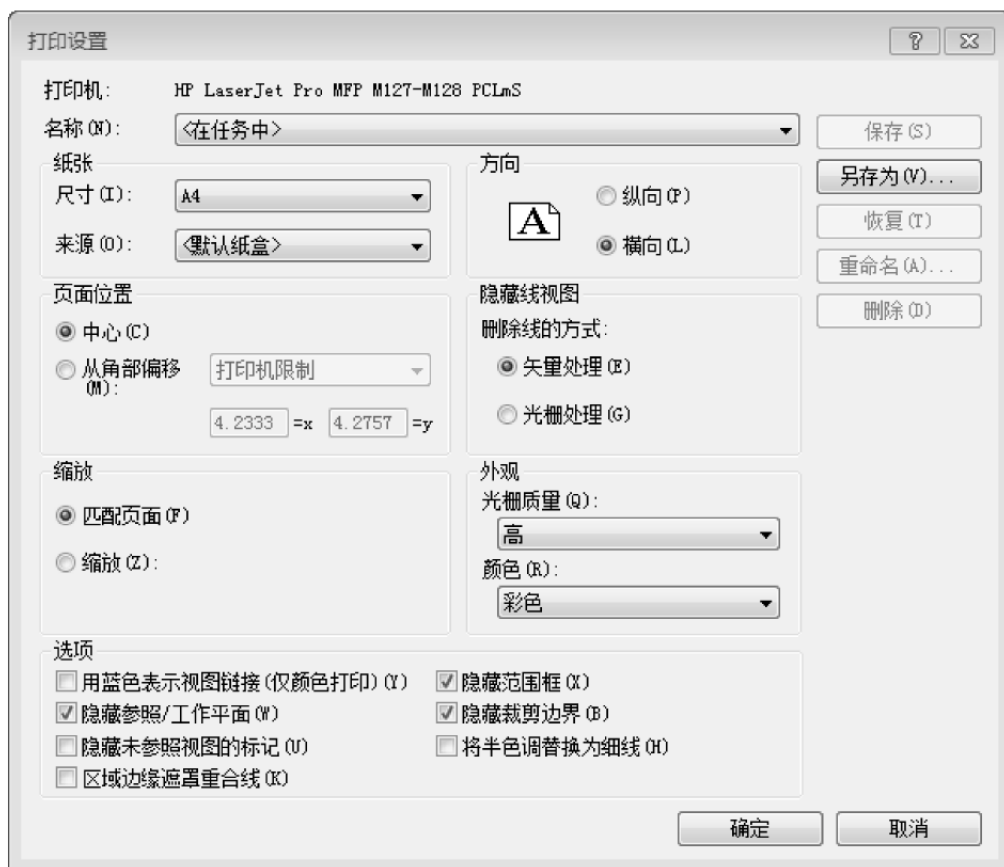 打印设置
打印机: HP LaserJet Pro MFP M127-M128 PCLmS
名称(N): <在任务中>
保存(S)
另存为(V)...
恢复(T)
重命名(A)...
删除(D)
纸张
尺寸(I): A4
来源(O): <默认纸盒>
方向
A
纵向(P)
横向(L)
页面位置
中心(C)
从角部偏移
(M):
打印机限制
4.2333 =x 4.2757 =y
隐藏线视图
删除线的方式:
矢量处理(E)
光栅处理(G)
缩放
匹配页面(F)
缩放(Z):
外观
光栅质量(Q):
高
颜色(R):
彩色
选项
用蓝色表示视图链接(仅颜色打印)(Y)
隐藏参照/工作平面(W)
隐藏未参照视图的标记(U)
区域边缘遮罩重合线(K)
隐藏范围框(X)
隐藏裁剪边界(B)
将半色调替换为细线(H)
确定
取消